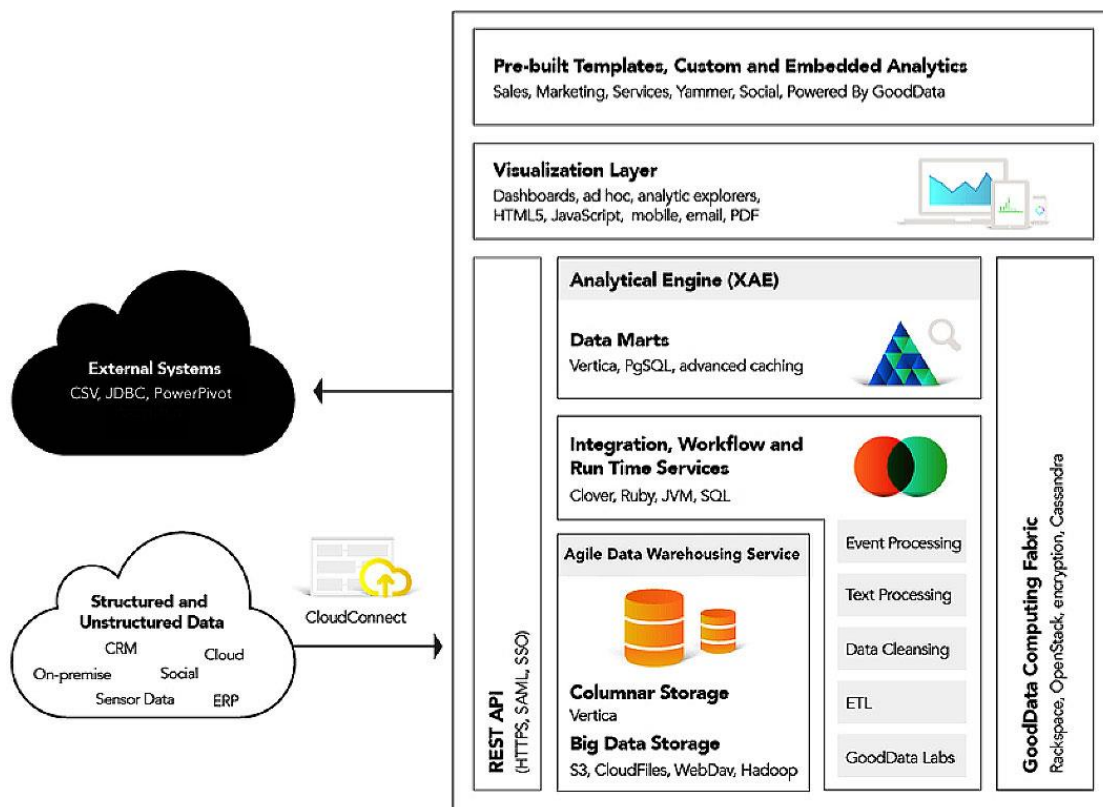 Pre-built Templates, Custom and Embedded Analytics
Sales, Marketing, Services, Yammer, Social, Powered By GoodData
Visualization Layer
Dashboards, ad hoc, analytic explorers,
HTML5, JavaScript, mobile, email, PDF
External Systems
CSV, JDBC, PowerPivot
Structured and
Unstructured Data
CRM
Cloud
On-premise
Social
Sensor Data
ERP
CloudConnect
REST API
(HTTPS, SAML, SSO)
Analytical Engine (XAE)
Data Marts
Vertica, PgSQL, advanced caching
Integration, Workflow and
Run Time Services
Clover, Ruby, JVM, SQL
Agile Data Warehousing Service
Columnar Storage
Vertica
Big Data Storage
S3, CloudFiles, WebDav, Hadoop
Event Processing
Text Processing
Data Cleansing
ETL
GoodData Labs
GoodData Computing Fabric
Rackspace, OpenStack, encryption, Cassandra